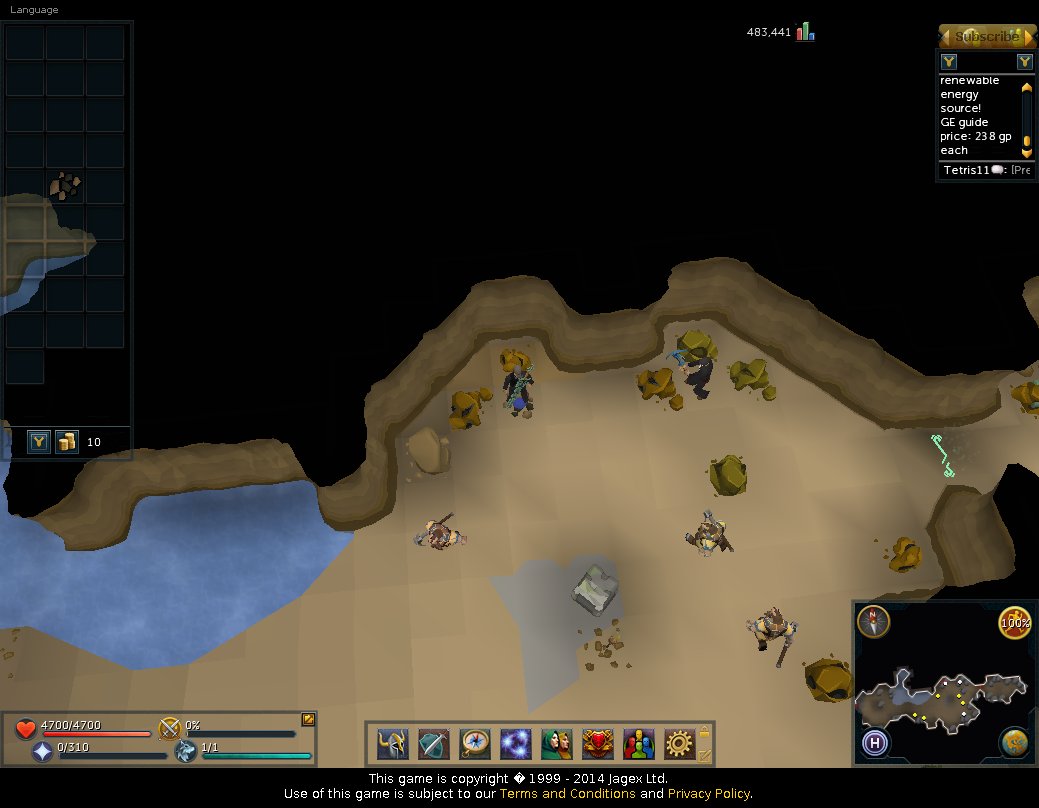 Language
483,441
Subscribe
renewable
energy
source!
GE guide
price: 238 gp
each
Tetris11: [Pre
10
N
100%
4700/4700
0%
0/310
1/1
H
This game is copyright � 1999 - 2014 Jagex Ltd.
Use of this game is subject to our Terms and Conditions and Privacy Policy.